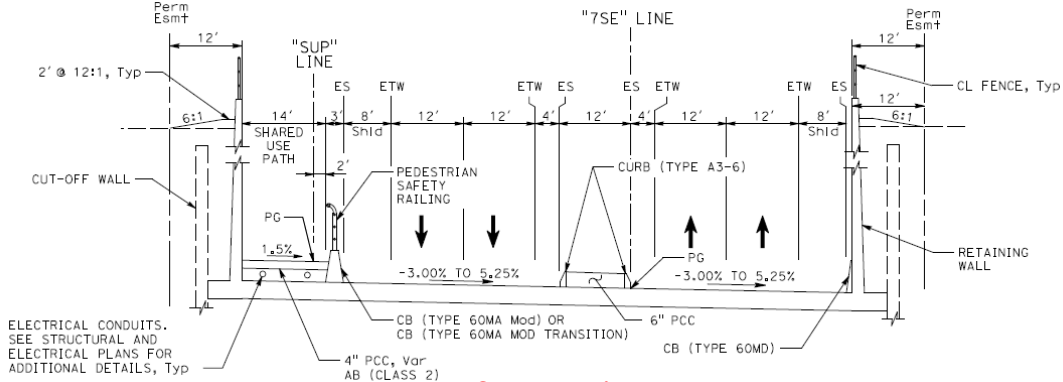 Perm
Esmt
12'
"SUP"
LINE
"7SE" LINE
Perm
Esmt
12'
2' @ 12:1, Typ
CL FENCE, Typ
ES
ETW
ETW
ES
ES
ETW
ETW
ES
12'
6:1
14'
3'
8'
12'
12'
4'
12'
4'
12'
12'
8'
6:1
SHARED
USE
PATH
Shld
Shld
2'
CURB (TYPE A3-6)
CUT-OFF WALL
PEDESTRIAN
SAFETY
RAILING
PG
1.5%
PG
RETAINING
WALL
-3.00% TO 5.25%
-3.00% TO 5.25%
ELECTRICAL CONDUITS.
SEE STRUCTURAL AND
ELECTRICAL PLANS FOR
ADDITIONAL DETAILS, Typ
CB (TYPE 60MA Mod) OR
CB (TYPE 60MA MOD TRANSITION)
6" PCC
CB (TYPE 60MD)
4" PCC, Var
AB (CLASS 2)